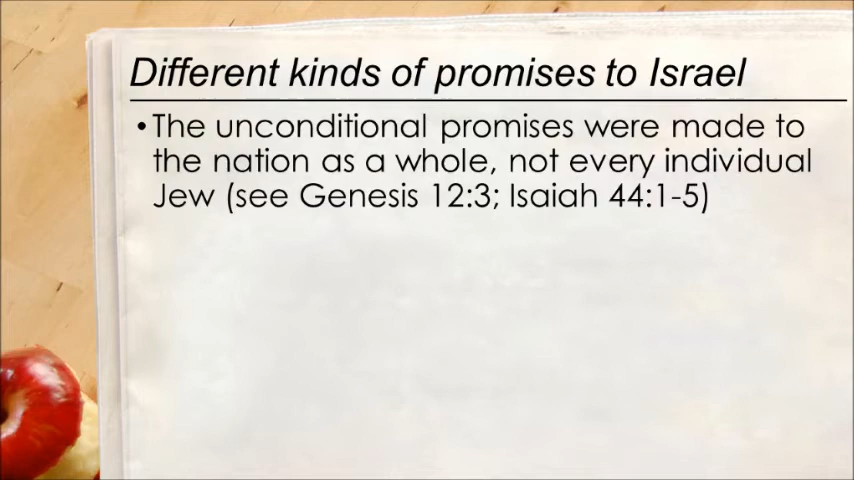 Different kinds of promises to Israel
•The unconditional promises were made to
the nation as a whole, not every individual
Jew (see Genesis 12:3; Isaiah 44:1-5)